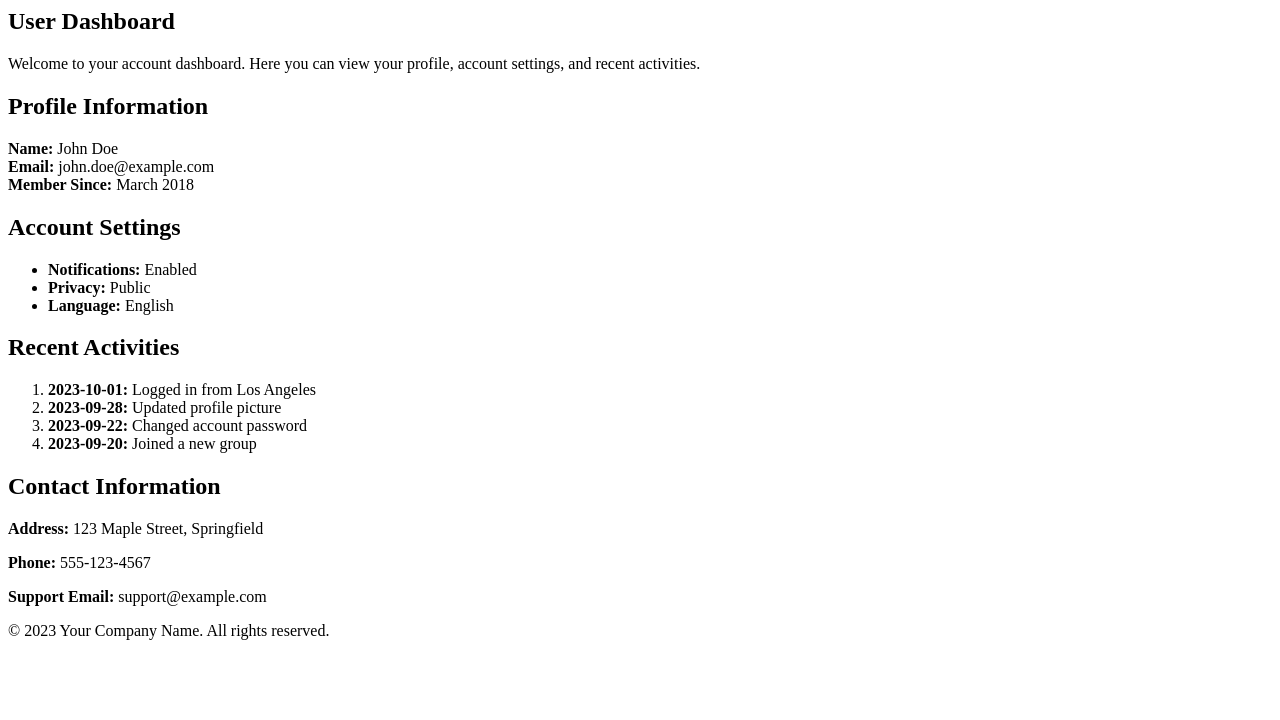 User Dashboard
Welcome to your account dashboard. Here you can view your profile, account settings, and recent activities.
Profile Information
Name: John Doe
Email: john.doe@example.com
Member Since: March 2018
Account Settings
• Notifications: Enabled
• Privacy: Public
• Language: English
Recent Activities
1. 2023-10-01: Logged in from Los Angeles
2. 2023-09-28: Updated profile picture
3. 2023-09-22: Changed account password
4. 2023-09-20: Joined a new group
Contact Information
Address: 123 Maple Street, Springfield
Phone: 555-123-4567
Support Email: support@example.com
© 2023 Your Company Name. All rights reserved.